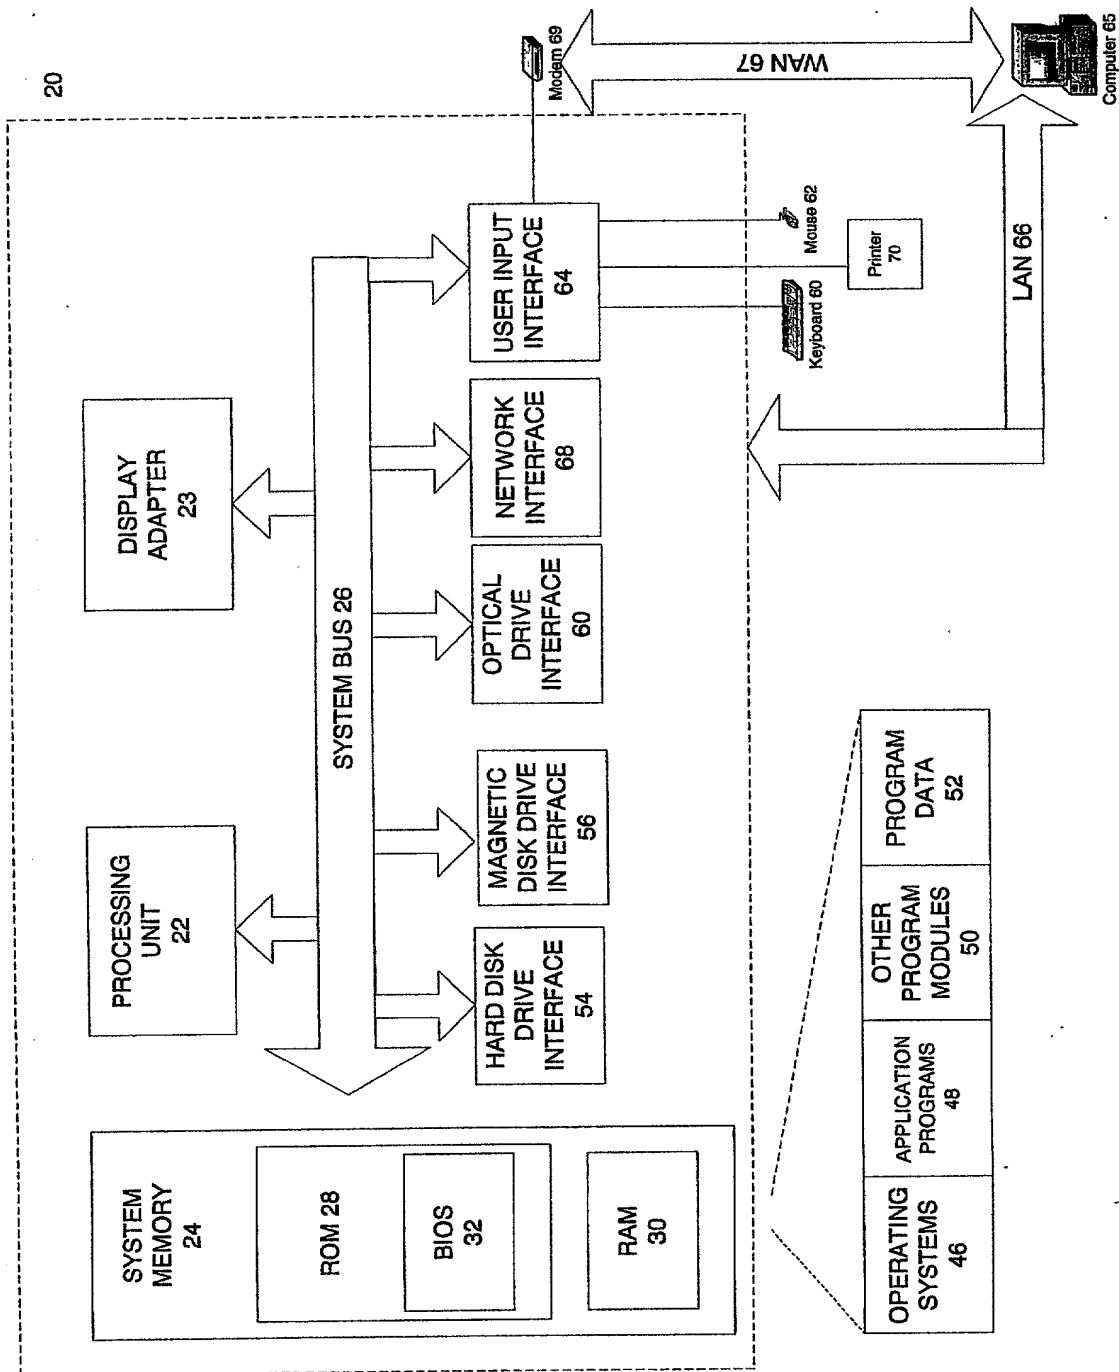 20
SYSTEM
MEMORY
24
ROM 28
BIOS
32
RAM
30
PROCESSING
UNIT
22
DISPLAY
ADAPTER
23
SYSTEM BUS 26
HARD DISK
DRIVE
INTERFACE
54
MAGNETIC
DISK DRIVE
INTERFACE
56
OPTICAL
DRIVE
INTERFACE
60
NETWORK
INTERFACE
68
USER INPUT
INTERFACE
64
Modem 69
Keyboard 60
Mouse 62
Printer
70
WAN 67
LAN 66
Computer 65
OPERATING
SYSTEMS
46
APPLICATION
PROGRAMS
48
OTHER
PROGRAM
MODULES
50
PROGRAM
DATA
52